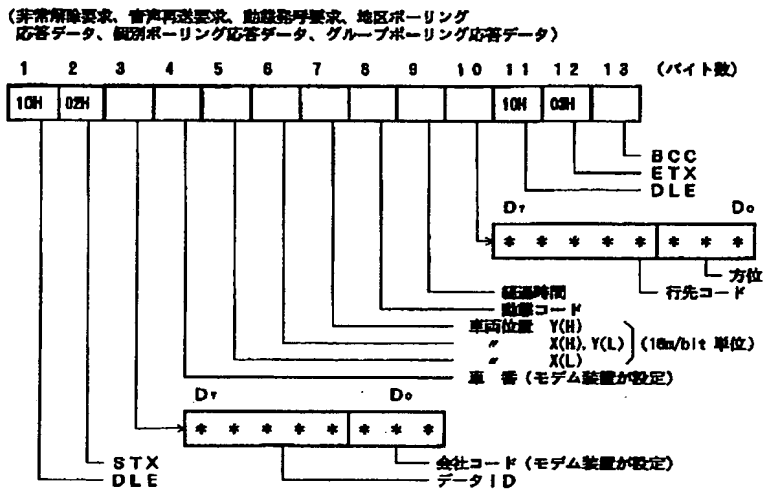 (非常解除要求、音声再送要求、動態発呼要求、地区ポーリング
応答データ、個別ポーリング応答データ、グループポーリング応答データ)
1 2 3 4 5 6 7 8 9 10 11 12 13 (バイト数)
10H 02H 10H 03H
BCC
ETX
DLE
D7 D0
* * * * * * * *
方位
経過時間 行先コード
動態コード
車両位置 Y(H)
〃 X(H),Y(L) (16m/bit 単位)
〃 X(L)
車 番(モデム装置が設定)
D7 D0
* * * * * * * *
STX 会社コード(モデム装置が設定)
DLE データID